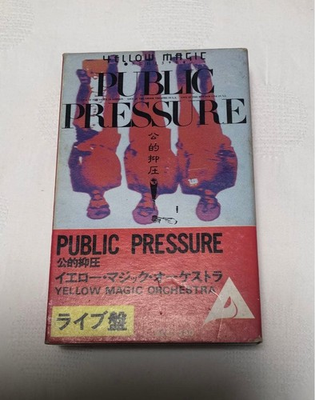 YELLOW MAGIC
PUBLIC
PRESSURE
公的抑圧
PUBLIC PRESSURE
公的抑圧
イエロー・マジック・オーケストラ
YELLOW MAGIC ORCHESTRA
ライブ盤